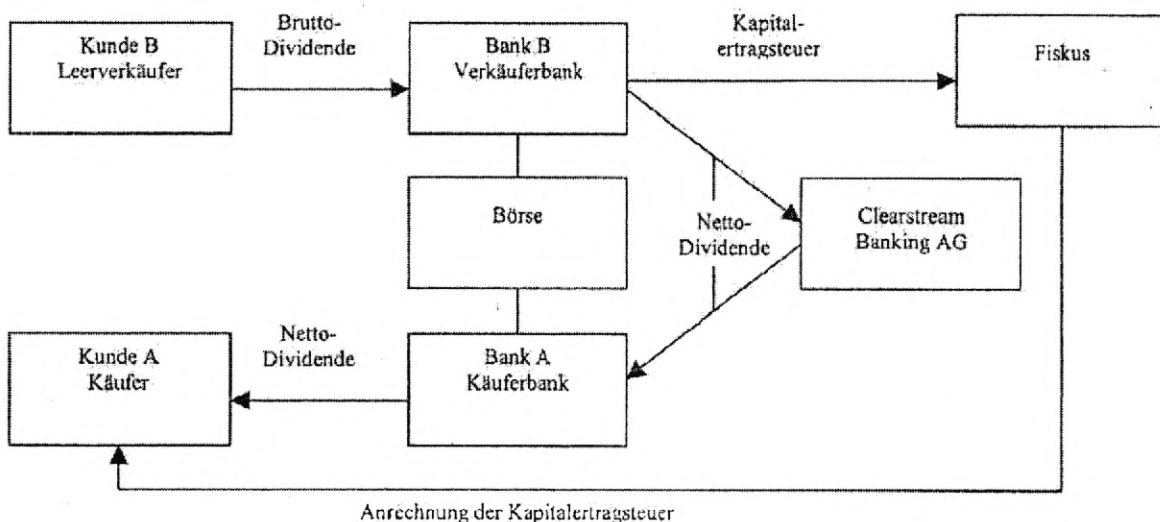 Kunde B
Leerverkäufer
Brutto-
Dividende
Bank B
Verkäuferbank
Kapital-
ertragsteuer
Fiskus
Börse
Netto-
Dividende
Clearstream
Banking AG
Kunde A
Käufer
Netto-
Dividende
Bank A
Käuferbank
Anrechnung der Kapitalertragsteuer